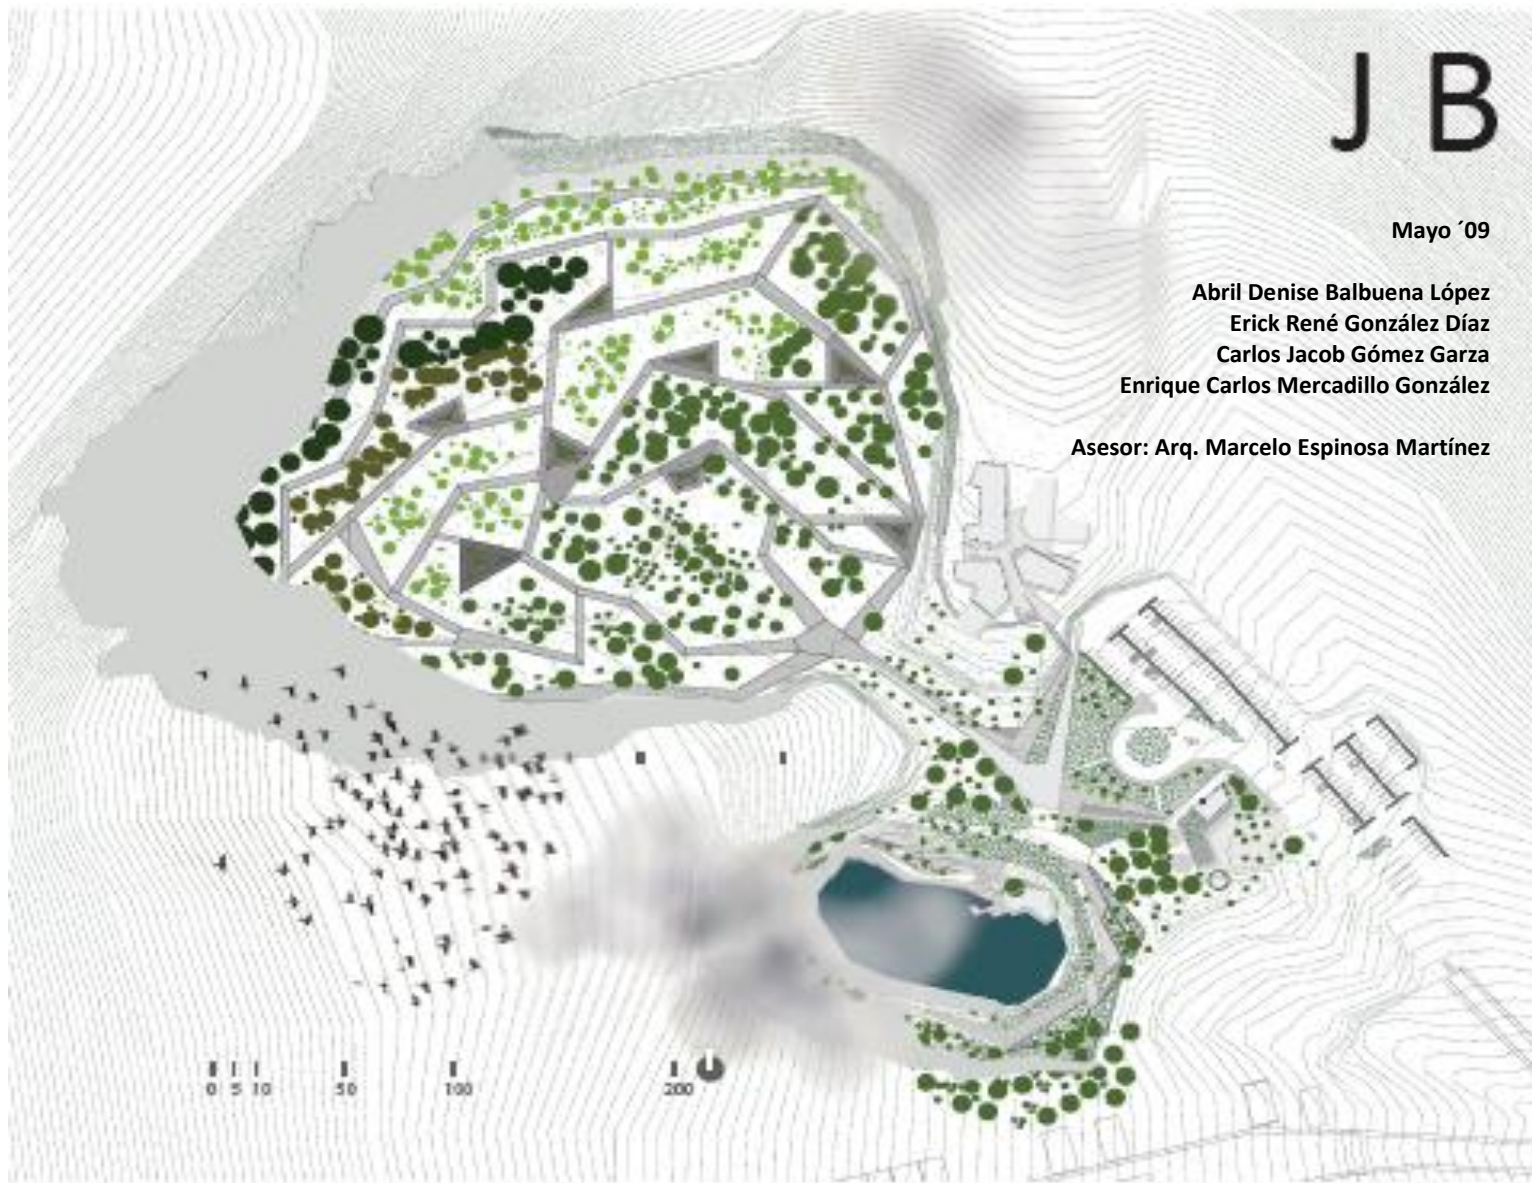 J B
Mayo ´09
Abril Denise Balbuena López
Erick René González Díaz
Carlos Jacob Gómez Garza
Enrique Carlos Mercadillo González
Asesor: Arq. Marcelo Espinosa Martínez
0 5 10 50 100 200